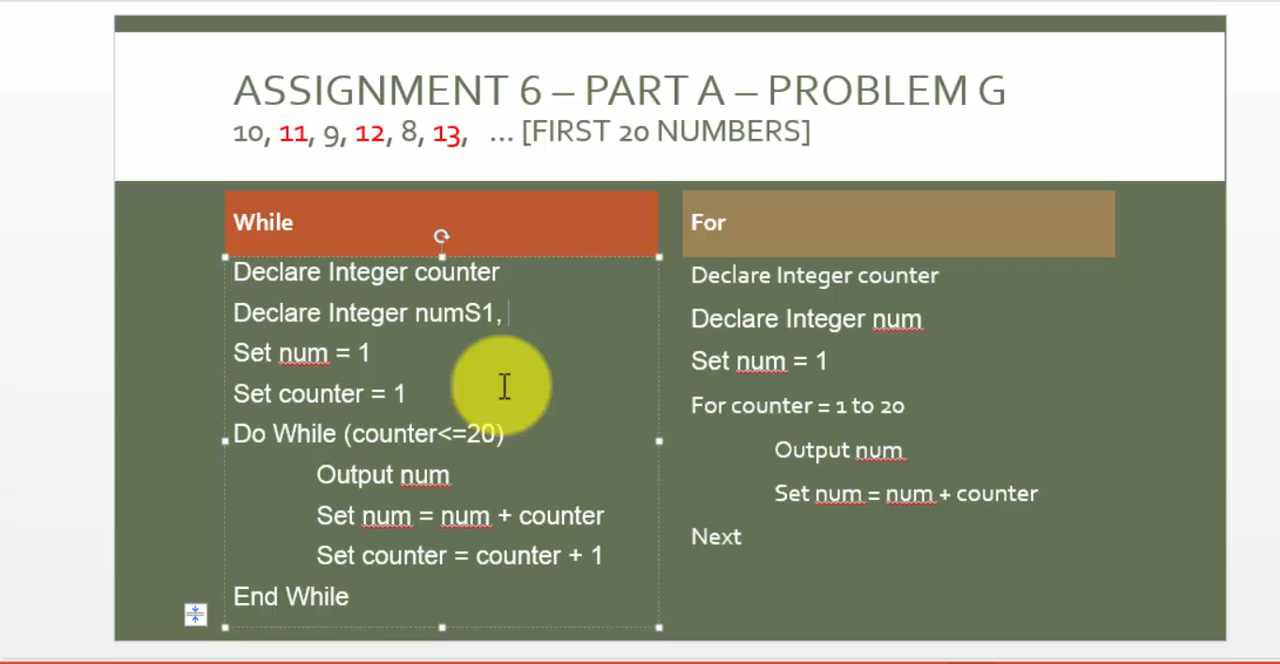 ASSIGNMENT 6 – PART A – PROBLEM G
10, 11, 9, 12, 8, 13, ... [FIRST 20 NUMBERS]
While
Declare Integer counter
Declare Integer numS1,
Set num = 1
Set counter = 1
Do While (counter<=20)
Output num
Set num = num + counter
Set counter = counter + 1
End While
For
Declare Integer counter
Declare Integer num
Set num = 1
For counter = 1 to 20
Output num
Set num = num + counter
Next